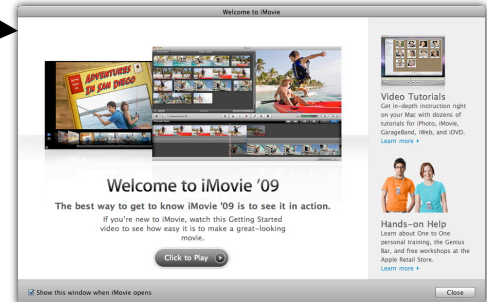 Welcome to iMovie
ADVENTURES
IN SAN DIEGO
Welcome to iMovie '09
The best way to get to know iMovie '09 is to see it in action.
If you're new to iMovie, watch this Getting Started
video to see how easy it is to make a great-looking
movie.
Click to Play
Video Tutorials
Get in-depth instruction right
on your Mac with dozens of
tutorials for iPhoto, iMovie,
GarageBand, iWeb, and iDVD.
Learn more
Hands-on Help
Learn about One to One
personal training, the Genius
Bar, and free workshops at the
Apple Retail Store.
Learn more
Show this window when iMovie opens
Close